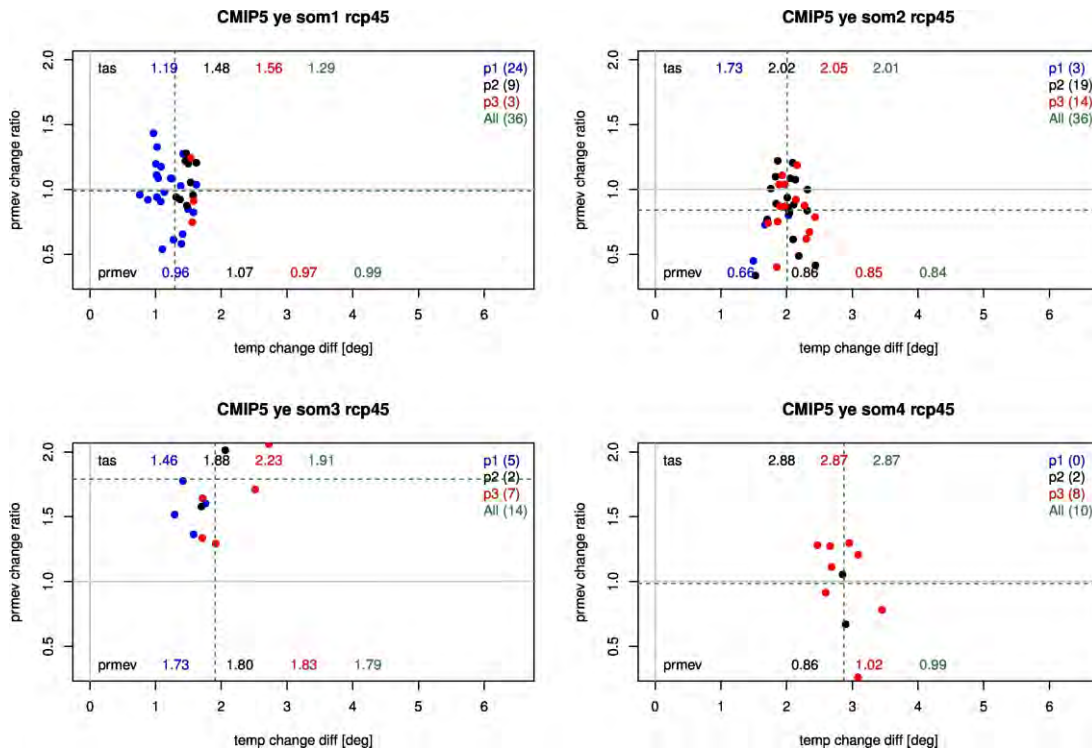 CMIP5 ye som1 rcp45
tas 1.19 1.48 1.56 1.29
p1 (24)
p2 (9)
p3 (3)
All (36)
prmev change ratio
2.0
1.5
1.0
0.5
prmev 0.96 1.07 0.97 0.99
0 1 2 3 4 5 6
temp change diff [deg]
CMIP5 ye som2 rcp45
tas 1.73 2.02 2.05 2.01
p1 (3)
p2 (19)
p3 (14)
All (36)
prmev change ratio
2.0
1.5
1.0
0.5
prmev 0.66 0.86 0.85 0.84
0 1 2 3 4 5 6
temp change diff [deg]
CMIP5 ye som3 rcp45
tas 1.46 1.88 2.23 1.91
p1 (5)
p2 (2)
p3 (7)
All (14)
prmev change ratio
2.0
1.5
1.0
0.5
prmev 1.73 1.80 1.83 1.79
0 1 2 3 4 5 6
temp change diff [deg]
CMIP5 ye som4 rcp45
tas 2.88 2.87 2.87
p1 (0)
p2 (2)
p3 (8)
All (10)
prmev change ratio
2.0
1.5
1.0
0.5
prmev 0.86 1.02 0.99
0 1 2 3 4 5 6
temp change diff [deg]